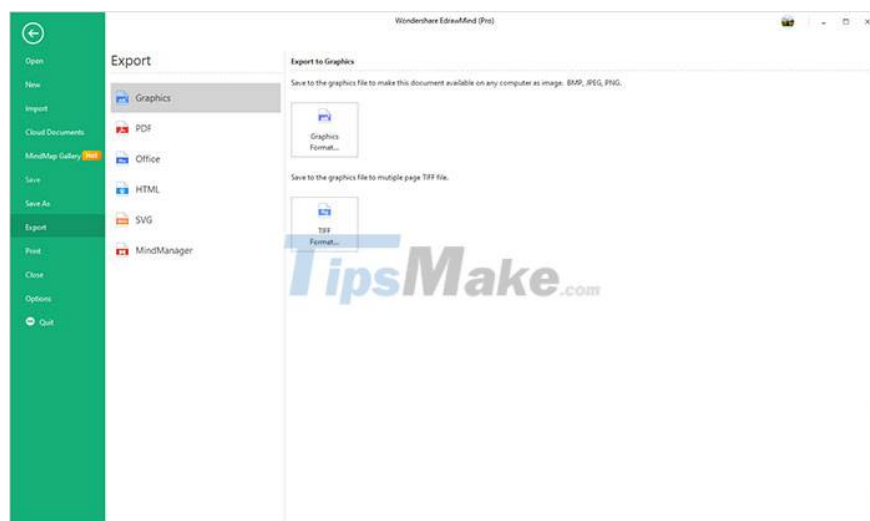 Wondershare EdrawMind (Pro)
Open
New
Import
Cloud Documents
MindMap Gallery Hot
Save
Save As
Export
Print
Close
Options
Quit
Export
Graphics
PDF
Office
HTML
SVG
MindManager
Export to Graphics
Save to the graphics file to make this document available on any computer as image. BMP, JPEG, PNG.
Graphics
Format...
Save to the graphics file to mutiple page TIFF file.
TIFF
Format...
TipsMake.com